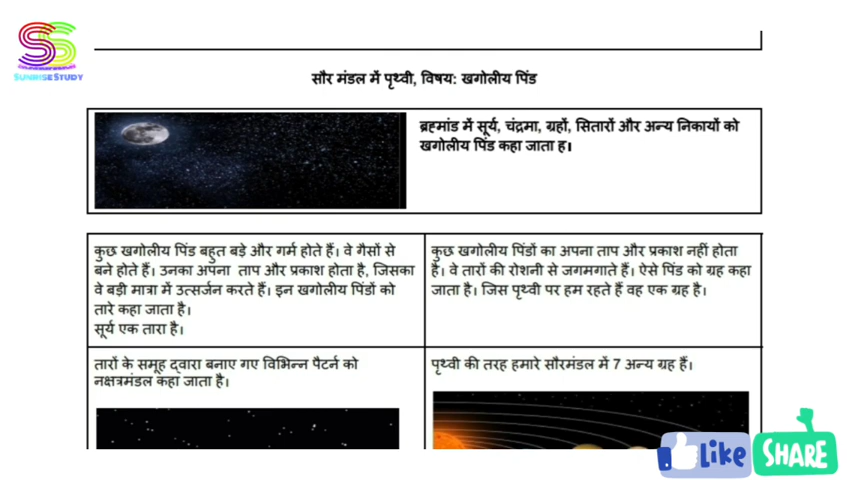 SUNRISE STUDY
सौर मंडल में पृथ्वी, विषय: खगोलीय पिंड
ब्रह्मांड में सूर्य, चंद्रमा, ग्रहों, सितारों और अन्य निकायों को
खगोलीय पिंड कहा जाता ह।
कुछ खगोलीय पिंड बहुत बड़े और गर्म होते हैं। वे गैसों से
बने होते हैं। उनका अपना ताप और प्रकाश होता है, जिसका
वे बड़ी मात्रा में उत्सर्जन करते हैं। इन खगोलीय पिंडों को
तारे कहा जाता है।
सूर्य एक तारा है।
कुछ खगोलीय पिंडों का अपना ताप और प्रकाश नहीं होता
है। वे तारों की रोशनी से जगमगाते हैं। ऐसे पिंड को ग्रह कहा
जाता है। जिस पृथ्वी पर हम रहते हैं वह एक ग्रह है।
तारों के समूह द्वारा बनाए गए विभिन्न पैटर्न को
नक्षत्रमंडल कहा जाता है।
पृथ्वी की तरह हमारे सौरमंडल में 7 अन्य ग्रह हैं।
Like
SHARE